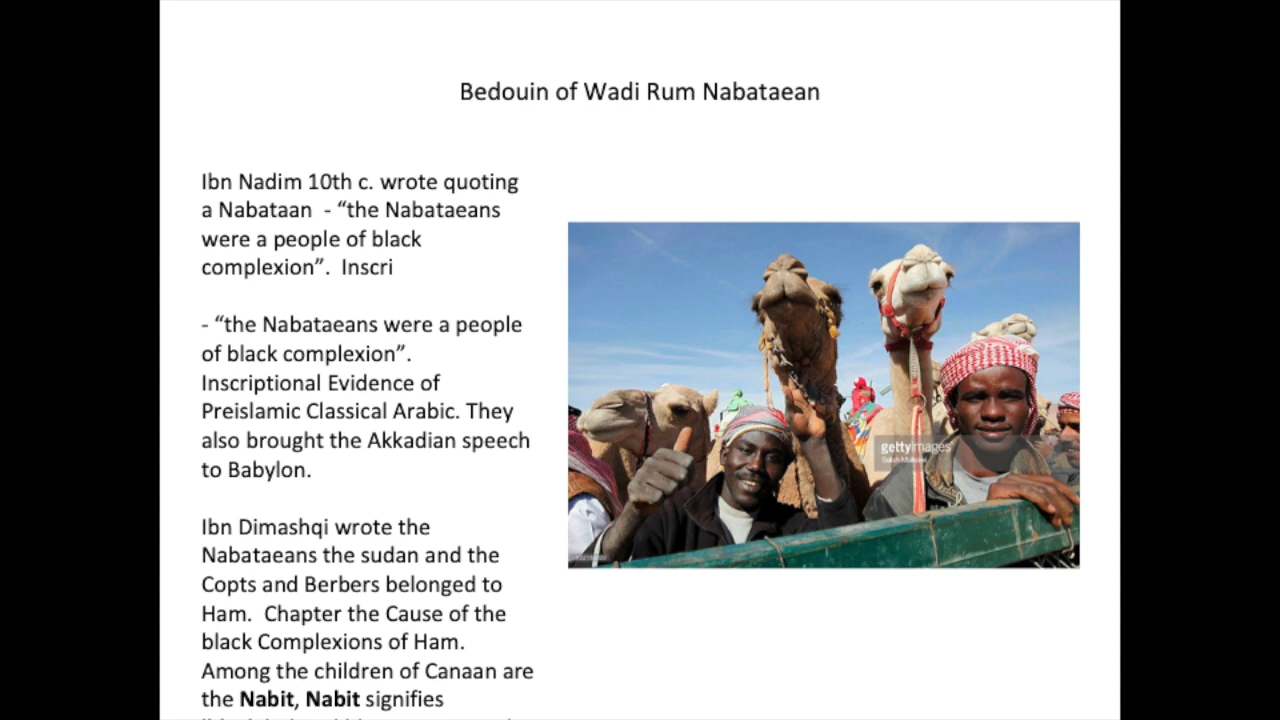 Bedouin of Wadi Rum Nabataean
Ibn Nadim 10th c. wrote quoting
a Nabataan - “the Nabataeans
were a people of black
complexion”. Inscri
- “the Nabataeans were a people
of black complexion”.
Inscriptional Evidence of
Preislamic Classical Arabic. They
also brought the Akkadian speech
to Babylon.
Ibn Dimashqi wrote the
Nabataeans the sudan and the
Copts and Berbers belonged to
Ham. Chapter the Cause of the
black Complexions of Ham.
Among the children of Canaan are
the Nabit, Nabit signifies
gettyimages